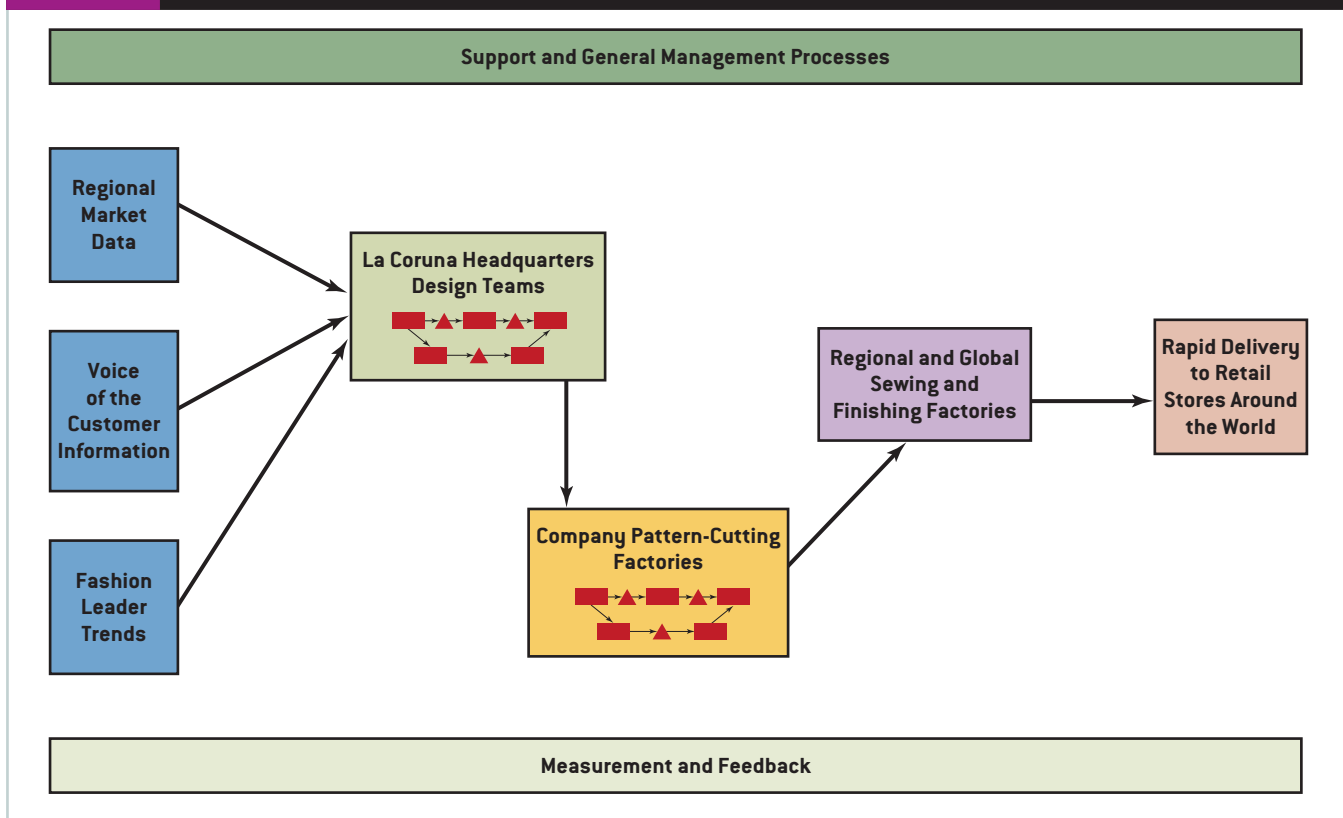 Support and General Management Processes
Regional
Market
Data
Voice
of the
Customer
Information
Fashion
Leader
Trends
La Coruna Headquarters
Design Teams
Company Pattern-Cutting
Factories
Regional and Global
Sewing and
Finishing Factories
Rapid Delivery
to Retail
Stores Around
the World
Measurement and Feedback